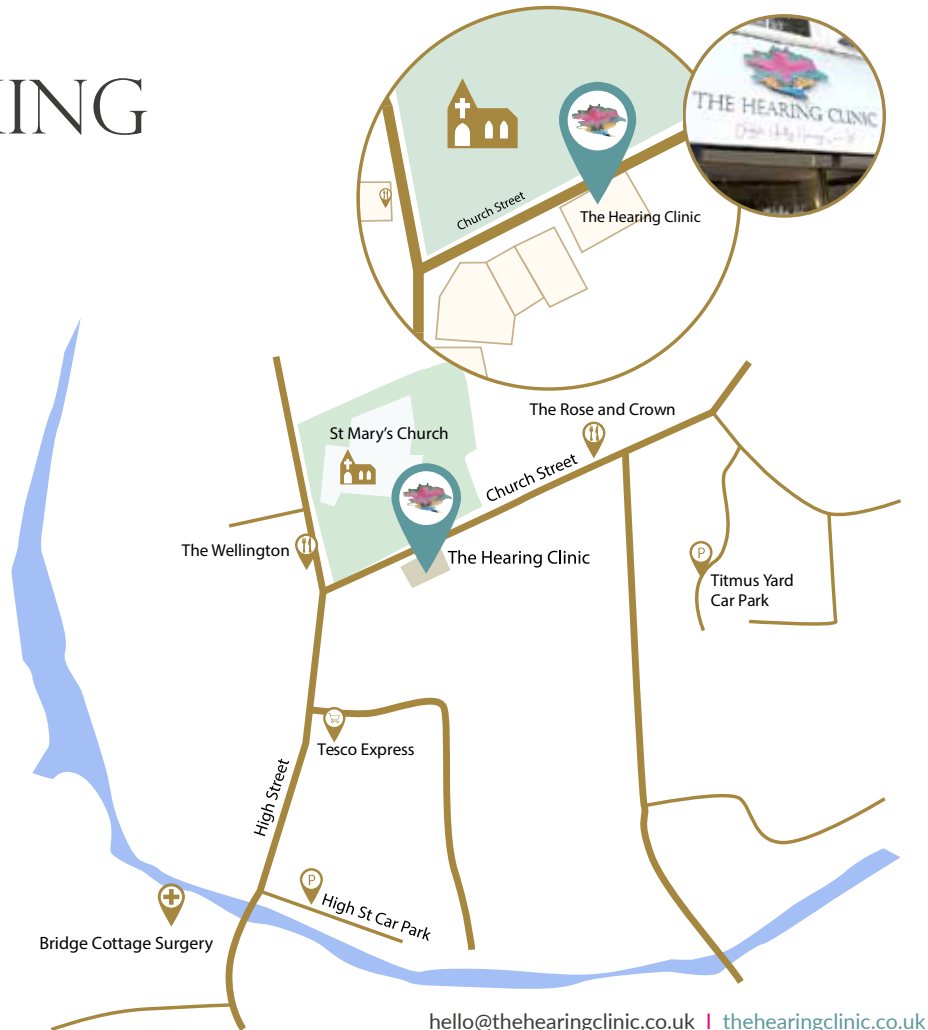 KING
THE HEARING CLINIC
Church Street
The Hearing Clinic
The Rose and Crown
St Mary's Church
Church Street
The Wellington
The Hearing Clinic
P
Titmus Yard
Car Park
Tesco Express
High Street
P
High St Car Park
Bridge Cottage Surgery
hello@thehearingclinic.co.uk | thehearingclinic.co.uk